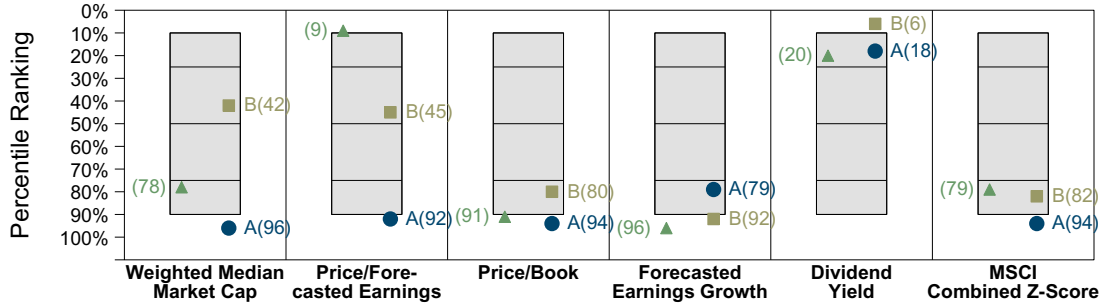 Percentile Ranking
0%
10%
20%
30%
40%
50%
60%
70%
80%
90%
100%
(78)
B(42)
A(96)
(9)
B(45)
A(92)
(91)
B(80)
A(94)
(96)
A(79)
B(92)
(20)
B(6)
A(18)
(79)
B(82)
A(94)
Weighted Median
Market Cap
Price/Fore-
casted Earnings
Price/Book
Forecasted
Earnings Growth
Dividend
Yield
MSCI
Combined Z-Score